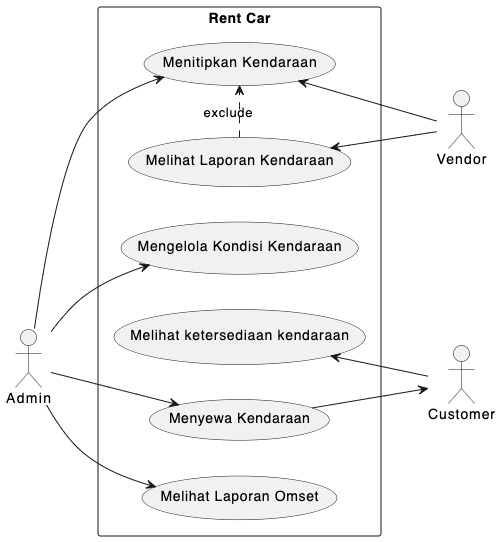 Rent Car
Menitipkan Kendaraan
exclude
Melihat Laporan Kendaraan
Vendor
Mengelola Kondisi Kendaraan
Melihat ketersediaan kendaraan
Admin
Menyewa Kendaraan
Customer
Melihat Laporan Omset